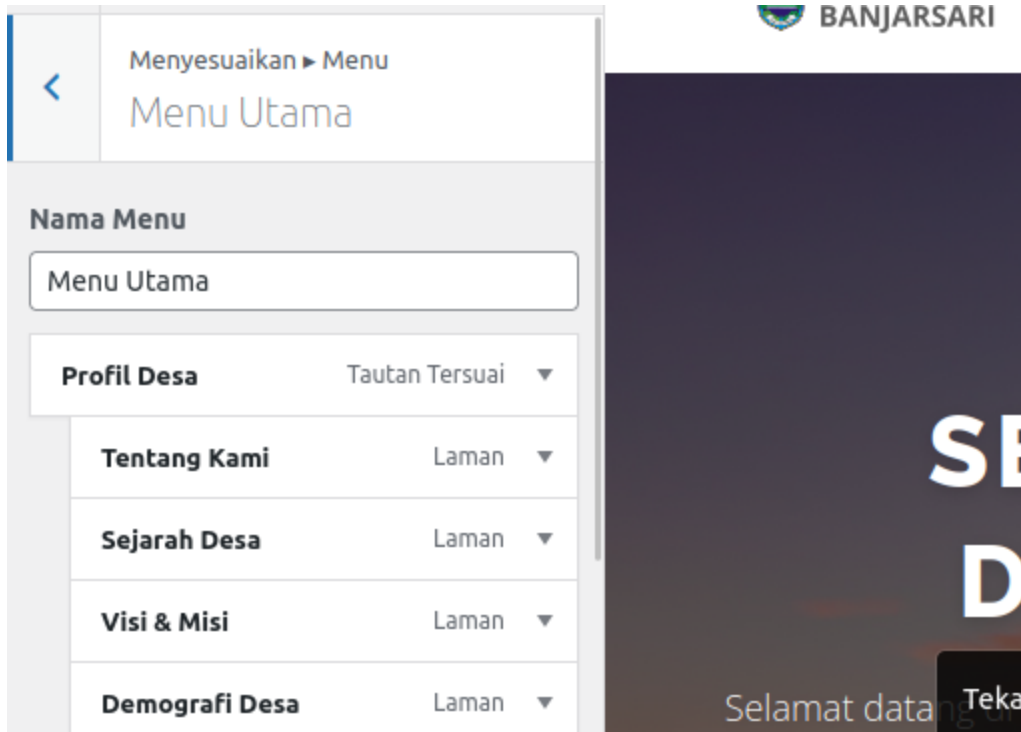 BANJARSARI
Menyesuaikan ▸ Menu
Menu Utama
Nama Menu
Menu Utama
Profil Desa Tautan Tersuai
Tentang Kami Laman
Sejarah Desa Laman
Visi & Misi Laman
Demografi Desa Laman
SE
D
Selamat datang
Teka